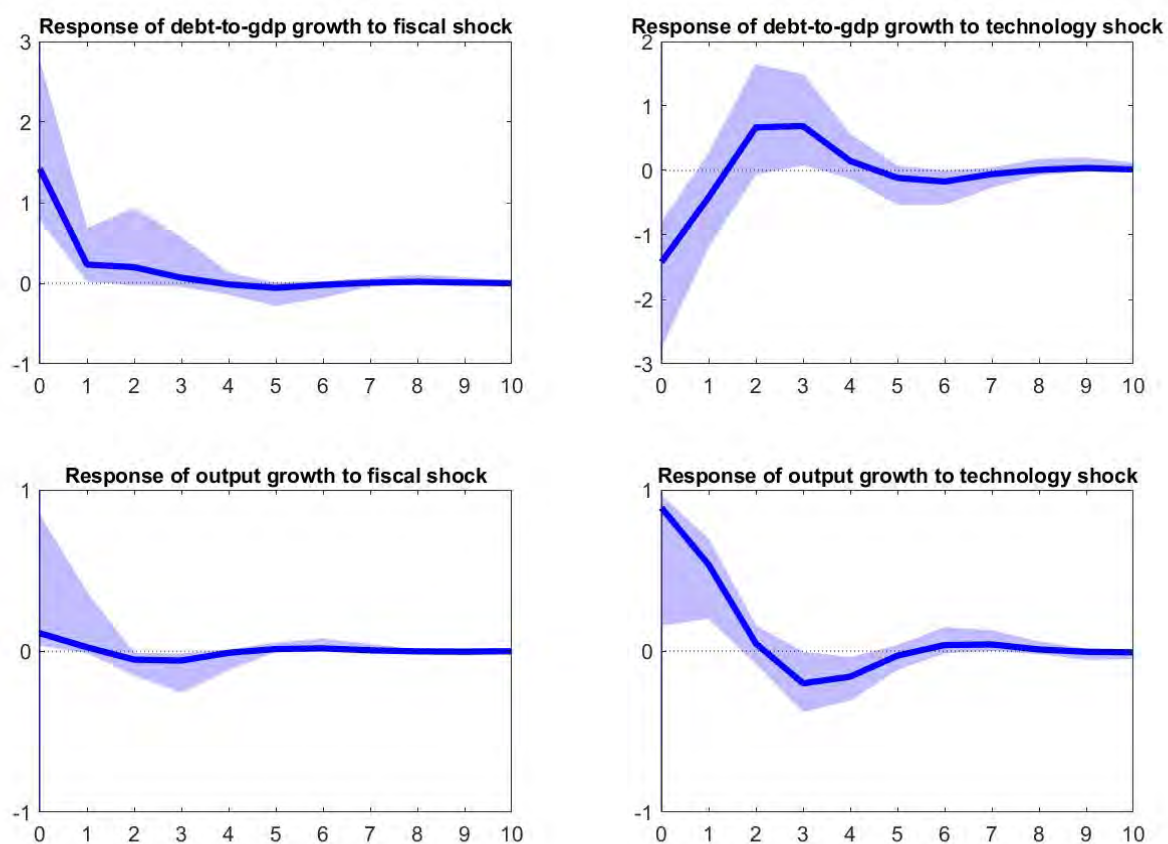 Response of debt-to-gdp growth to fiscal shock
3
2
1
0
-1
0 1 2 3 4 5 6 7 8 9 10
Response of debt-to-gdp growth to technology shock
2
1
0
-1
-2
-3
0 1 2 3 4 5 6 7 8 9 10
Response of output growth to fiscal shock
1
0
-1
0 1 2 3 4 5 6 7 8 9 10
Response of output growth to technology shock
1
0
-1
0 1 2 3 4 5 6 7 8 9 10